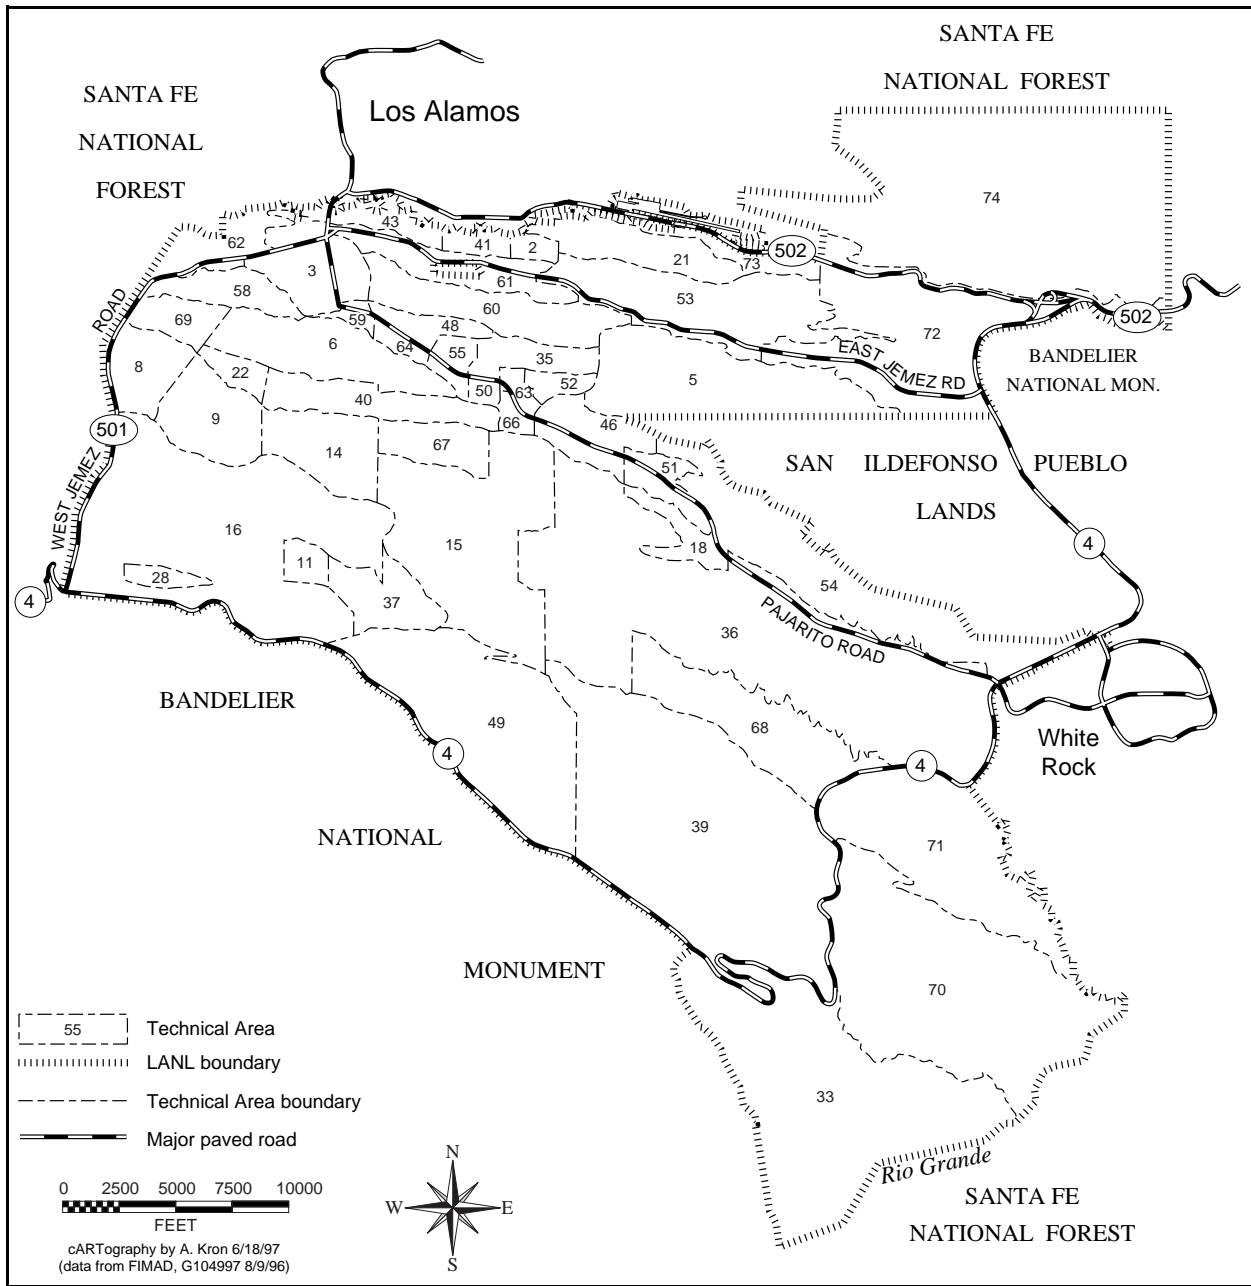 SANTA FE
NATIONAL FOREST
SANTA FE
NATIONAL
FOREST
Los Alamos
74
43
62
41
2
21
73
502
3
61
53
58
60
502
ROAD
69
59
48
72
6
64
55
35
EAST JEMEZ RD
BANDELIER
NATIONAL MON.
8
22
50
63
52
5
40
9
66
46
501
14
67
51
SAN ILDEFONSO PUEBLO
LANDS
WEST JEMEZ
16
15
18
4
11
28
54
4
37
36
PAJARITO ROAD
BANDELIER
49
68
White
Rock
4
4
NATIONAL
39
71
MONUMENT
70
33
Rio Grande
SANTA FE
NATIONAL FOREST
55 Technical Area
LANL boundary
Technical Area boundary
Major paved road
0 2500 5000 7500 10000
FEET
cARTography by A. Kron 6/18/97
(data from FIMAD, G104997 8/9/96)
N
W E
S